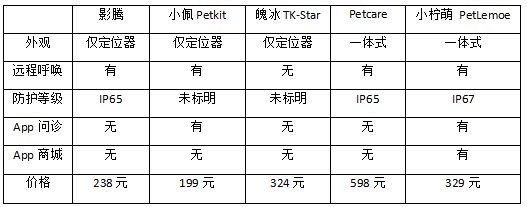 影腾 小佩 Petkit 魄冰 TK-Star Petcare 小柠萌 PetLemoe
外观 仅定位器 仅定位器 仅定位器 一体式 一体式
远程呼唤 有 有 无 有 有
防护等级 IP65 未标明 未标明 IP65 IP67
App 问诊 无 有 无 无 有
App 商城 无 无 无 无 有
价格 238 元 199 元 324 元 598 元 329 元